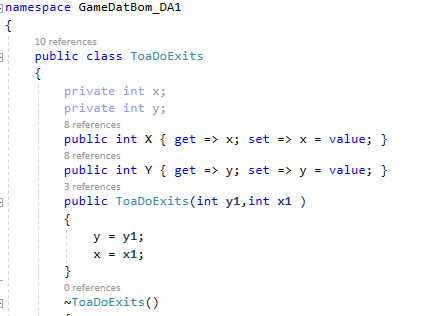 namespace GameDatBom_DA1
{
10 references
public class ToaDoExits
{
private int x;
private int y;
8 references
public int X { get => x; set => x = value; }
8 references
public int Y { get => y; set => y = value; }
3 references
public ToaDoExits(int y1,int x1 )
{
y = y1;
x = x1;
}
0 references
~ToaDoExits()